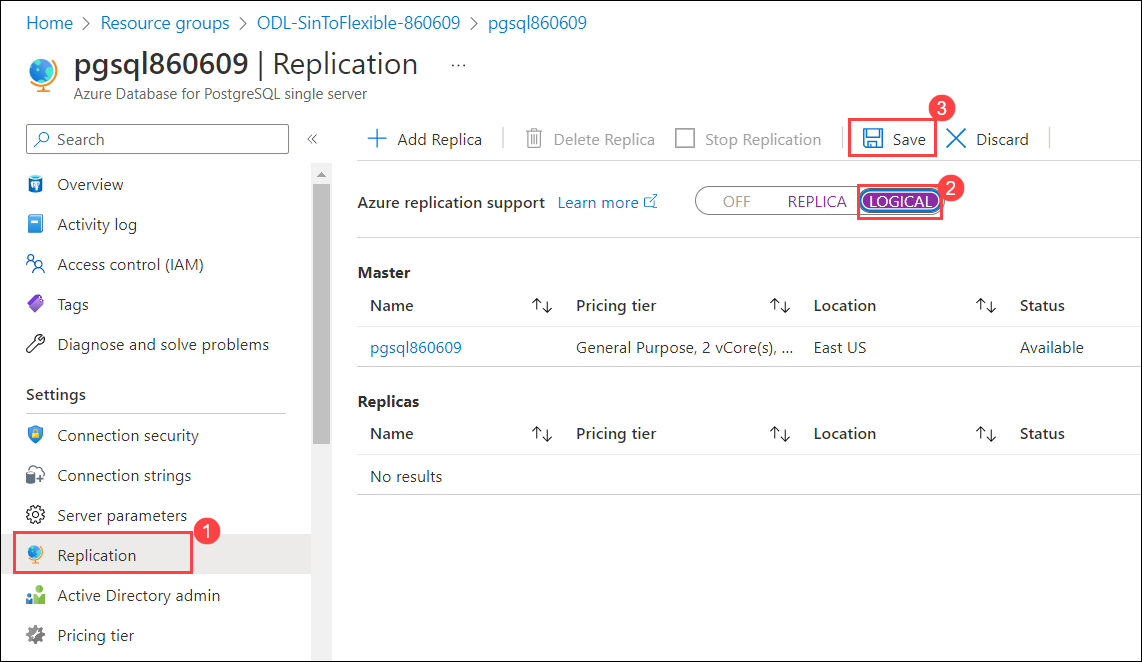 Home > Resource groups > ODL-SinToFlexible-860609 > pgsql860609
pgsql860609 | Replication ...
Azure Database for PostgreSQL single server
Search «
Overview
Activity log
Access control (IAM)
Tags
Diagnose and solve problems
Settings
Connection security
Connection strings
Server parameters
1
Replication
Active Directory admin
Pricing tier
3
Add Replica Delete Replica Stop Replication Save Discard
2
Azure replication support Learn more OFF REPLICA LOGICAL
Master
Name Pricing tier Location Status
pgsql860609 General Purpose, 2 vCore(s), ... East US Available
Replicas
Name Pricing tier Location Status
No results